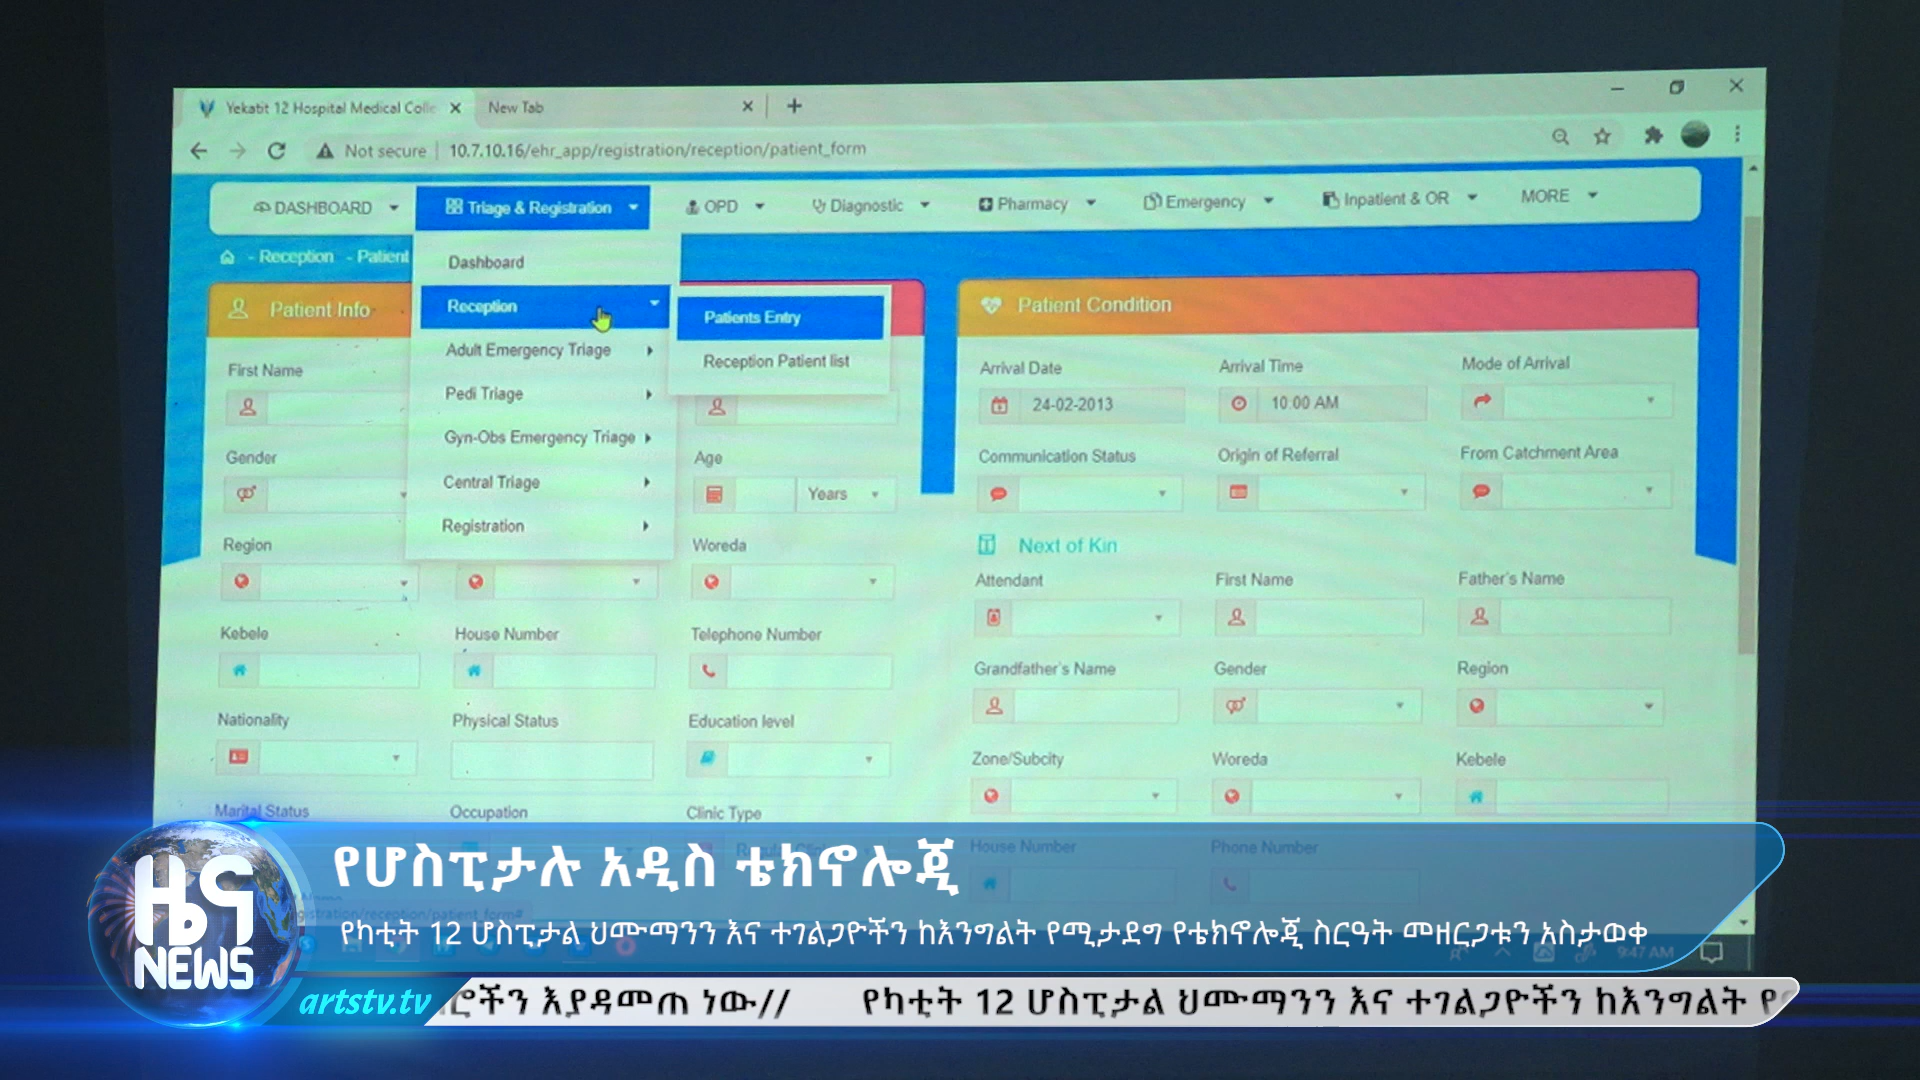 Yekatit 12 Hospital Medical Colle
New Tab
Not secure | 10.7.10.16/ehr_app/registration/reception/patient_form
DASHBOARD Triage & Registration OPD Diagnostic Pharmacy Emergency Inpatient & OR MORE
- Reception - Patient
Dashboard
Reception
Adult Emergency Triage
Pedi Triage
Gyn-Obs Emergency Triage
Central Triage
Registration
Patients Entry
Reception Patient list
Patient Info
First Name
Gender
Age
Years
Region
Woreda
Kebele
House Number
Telephone Number
Nationality
Physical Status
Education level
Marital Status
Occupation
Clinic Type
Patient Condition
Arrival Date
Arrival Time
Mode of Arrival
24-02-2013
10:00 AM
Communication Status
Origin of Referral
From Catchment Area
Next of Kin
Attendant
First Name
Father's Name
Grandfather's Name
Gender
Region
Zone/Subcity
Woreda
Kebele
House Number
Phone Number
9:47 AM
የሆስፒታሉ አዲስ ቴክኖሎጂ
የካቲት 12 ሆስፒታል ህሙማንን እና ተገልጋዮችን ከእንግልት የሚታደግ የቴክኖሎጂ ስርዓት መዘርጋቱን አስታወቀ
ዜና
NEWS
artstv.tv
ሮችን እያዳመጠ ነው// የካቲት 12 ሆስፒታል ህሙማንን እና ተገልጋዮችን ከእንግልት